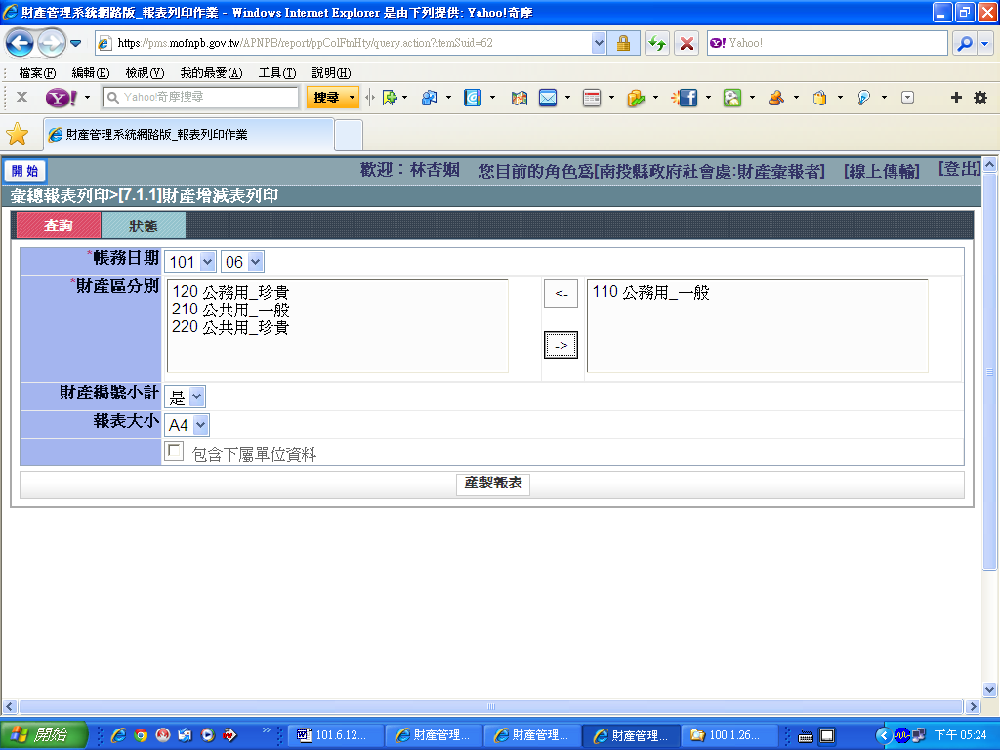 財產管理系統網路版_報表列印作業 - Windows Internet Explorer 是由下列提供: Yahoo!奇摩
https://pms.mofnpb.gov.tw/APNPB/report/ppColFtnHty/query.action?itemSuid=62
Yahoo!
檔案(F) 編輯(E) 檢視(Y) 我的最愛(A) 工具(T) 說明(H)
Yahoo!奇摩搜尋 搜尋
財產管理系統網路版_報表列印作業
開始 歡迎：林杏姻 您目前的角色為[南投縣政府社會處:財產彙報者] [線上傳輸] [登出]
彙總報表列印>[7.1.1]財產增減表列印
查詢 狀態
*帳務日期 101 06
*財產區分別
120 公務用_珍貴
210 公共用_一般
220 公共用_珍貴
<-
->
110 公務用_一般
財產編號小計 是
報表大小 A4
包含下屬單位資料
產製報表
開始 101.6.12... 財產管理... 財產管理... 財產管理... 100.1.26... 下午 05:24